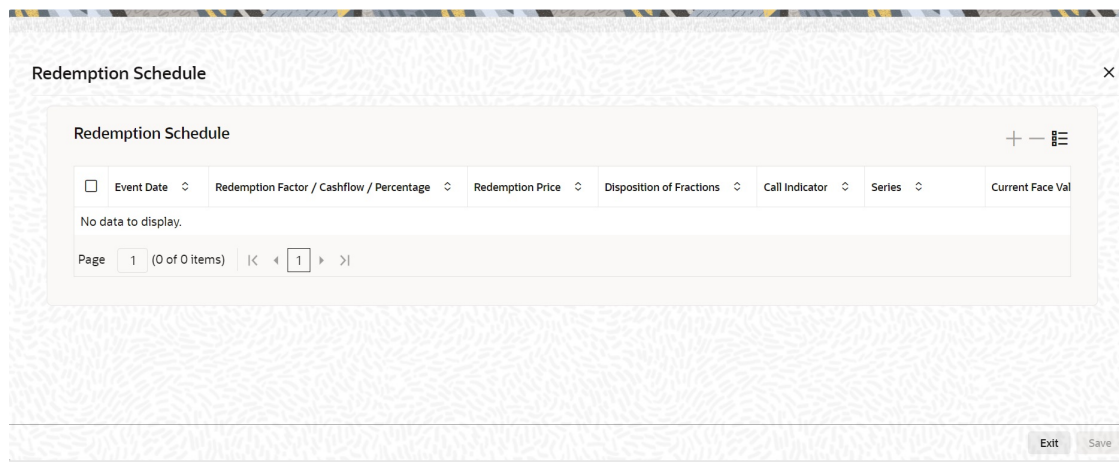 Redemption Schedule
Redemption Schedule
Event Date Redemption Factor / Cashflow / Percentage Redemption Price Disposition of Fractions Call Indicator Series Current Face Val
No data to display.
Page 1 (0 of 0 items) 1
Exit Save